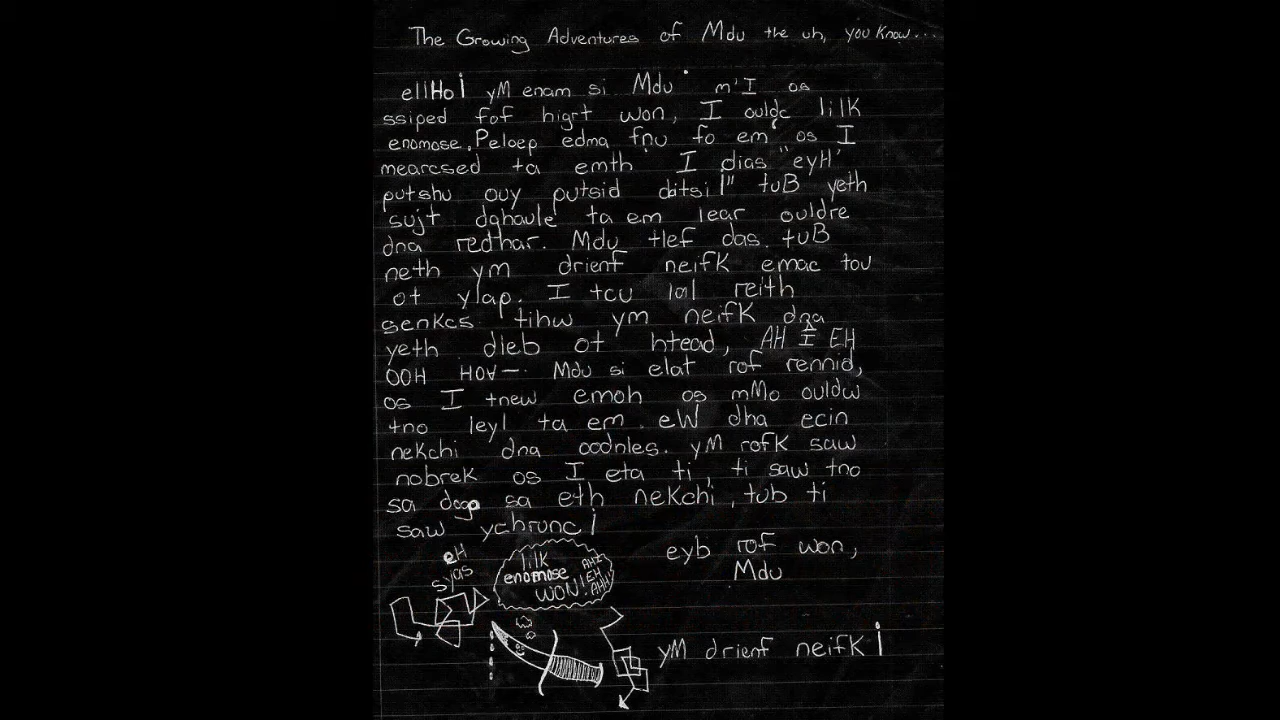 The Growing Adventures of Mdu the uh, you Know...
ellHo! yM enam si Mdu. m'I os
ssiped fof higrt won, I ouldc lilK
enomose, Peloep edma fnu fo em os I
mearcsed ta emth. I dias "eyH
putshu ouy putsid ditsi!" tuB yeth
sujt dghaule ta em lear ouldre
dna redhar. Mdu tlef das. tuB
neth ym drienf neifK emac tou
ot ylap. I tcu lal reith
senKcs tihw ym neifK dna
yeth dieb ot htead, AH I EH
OOH HOV—. Mdu si elat rof rennid,
os I tnew emoh os mMo ouldw
tno leyl ta em. eW dha ecin
neKchi dna oodnles. yM rofK saw
nobrek os I eta ti, ti saw tno
sa dogo sa eth neKchi, tub ti
saw ychrunc!
eyb rof won,
Mdu
eH
syas
lilK
enomose
WON!
AHI
EH
AHH
yM drienf neifK!